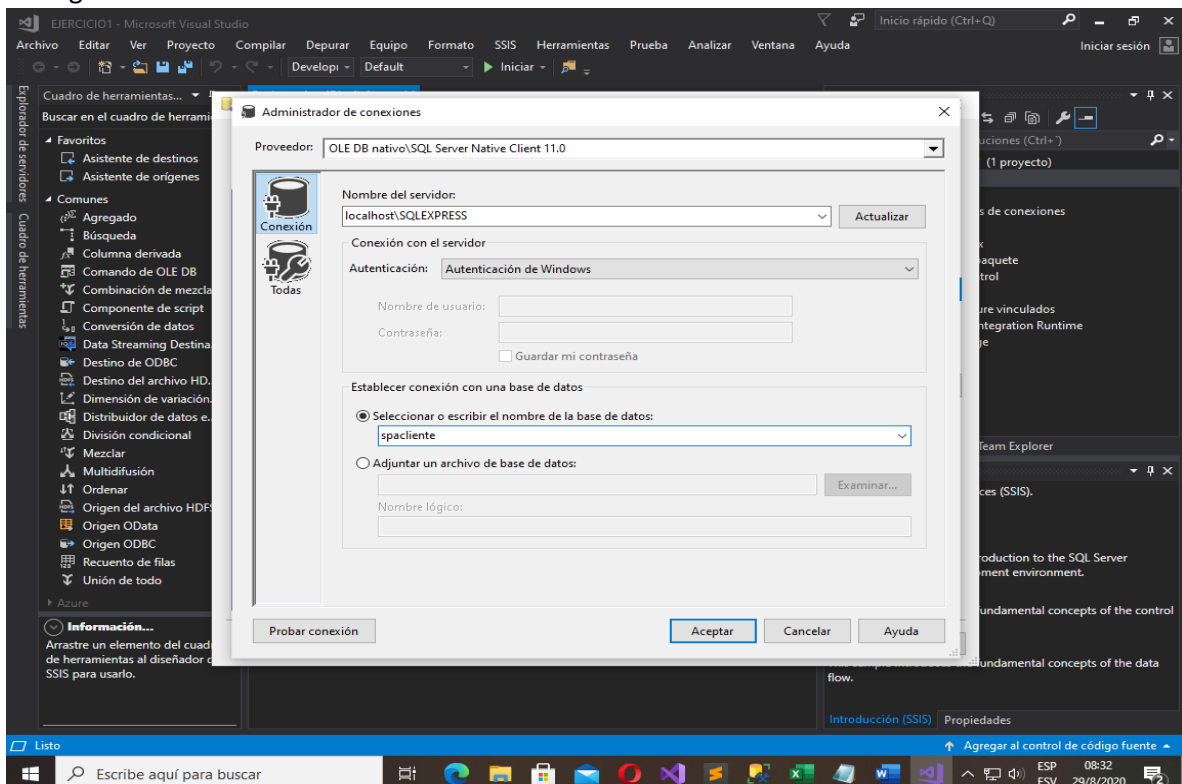 EJERCICIO1 - Microsoft Visual Studio
Inicio rápido (Ctrl+Q)
Archivo Editar Ver Proyecto Compilar Depurar Equipo Formato SSIS Herramientas Prueba Analizar Ventana Ayuda
Iniciar sesión
Developi Default Iniciar
Explorador de servidores
Cuadro de herramientas
Cuadro de herramientas...
Buscar en el cuadro de herrami
Favoritos
Asistente de destinos
Asistente de orígenes
Comunes
Agregado
Búsqueda
Columna derivada
Comando de OLE DB
Combinación de mezcla
Componente de script
Conversión de datos
Data Streaming Destina
Destino de ODBC
Destino del archivo HD..
Dimensión de variación.
Distribuidor de datos e..
División condicional
Mezclar
Multidifusión
Ordenar
Origen del archivo HDFS
Origen OData
Origen ODBC
Recuento de filas
Unión de todo
Azure
Información...
Arrastre un elemento del cuad
de herramientas al diseñador d
SSIS para usarlo.
Administrador de conexiones
Proveedor: OLE DB nativo\SQL Server Native Client 11.0
Conexión
Todas
Nombre del servidor:
localhost\SQLEXPRESS
Actualizar
Conexión con el servidor
Autenticación: Autenticación de Windows
Nombre de usuario:
Contraseña:
Guardar mi contraseña
Establecer conexión con una base de datos
Seleccionar o escribir el nombre de la base de datos:
spacliente
Adjuntar un archivo de base de datos:
Examinar...
Nombre lógico:
Probar conexión Aceptar Cancelar Ayuda
uciones (Ctrl+´)
(1 proyecto)
s de conexiones
aquete
trol
ure vinculados
ntegration Runtime
je
Team Explorer
ces (SSIS).
roduction to the SQL Server
ment environment.
undamental concepts of the control
undamental concepts of the data
flow.
Introducción (SSIS) Propiedades
Listo
Agregar al control de código fuente
Escribe aquí para buscar
ESP
ESV
08:32
29/8/2020